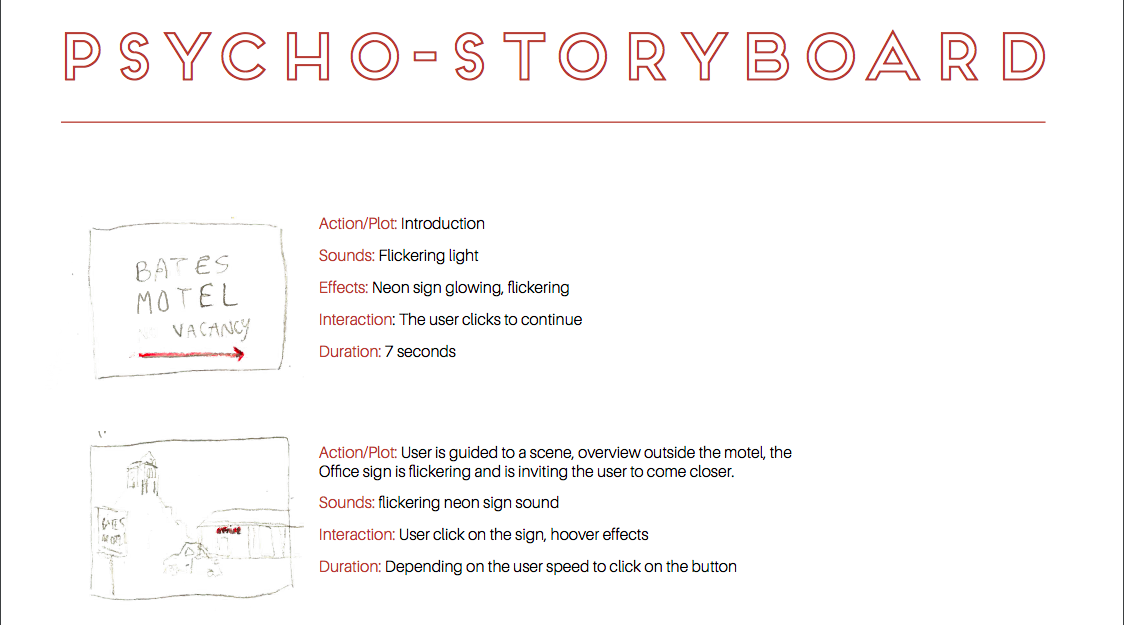 PSYCHO-STORYBOARD
BATES
MOTEL
VACANCY
Action/Plot: Introduction
Sounds: Flickering light
Effects: Neon sign glowing, flickering
Interaction: The user clicks to continue
Duration: 7 seconds
BATES
MOTEL
office
Action/Plot: User is guided to a scene, overview outside the motel, the
Office sign is flickering and is inviting the user to come closer.
Sounds: flickering neon sign sound
Interaction: User click on the sign, hoover effects
Duration: Depending on the user speed to click on the button